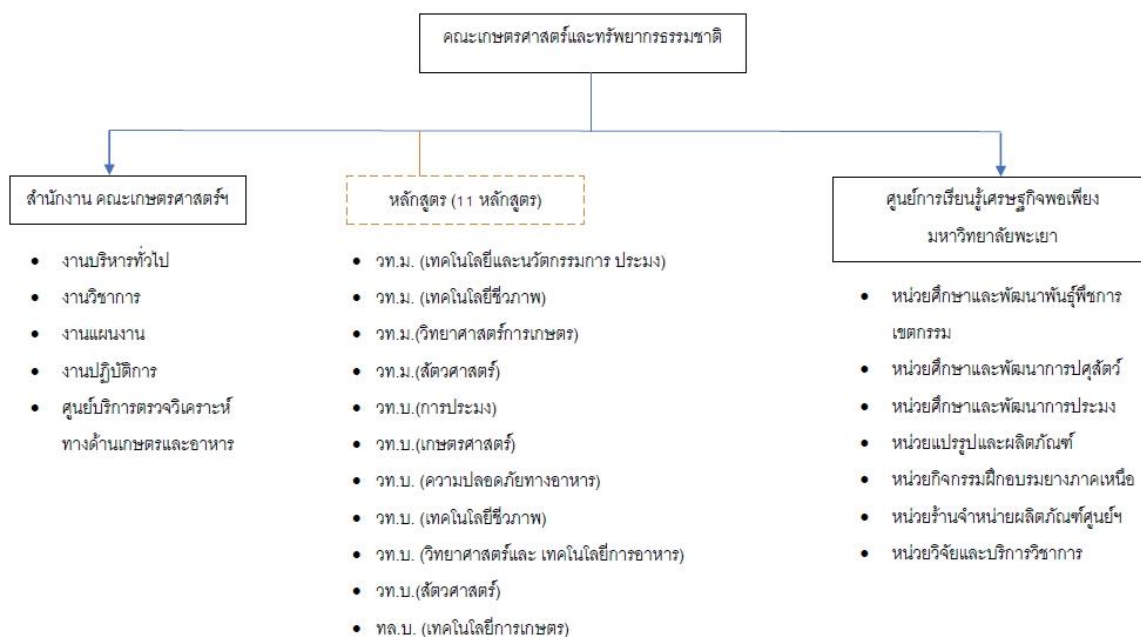 คณะเกษตรศาสตร์และทรัพยากรธรรมชาติ
สำนักงาน คณะเกษตรศาสตร์ฯ
• งานบริหารทั่วไป
• งานวิชาการ
• งานแผนงาน
• งานปฏิบัติการ
• ศูนย์บริการตรวจวิเคราะห์
ทางด้านเกษตรและอาหาร
หลักสูตร (11 หลักสูตร)
• วท.ม. (เทคโนโลยีและนวัตกรรมการ ประมง)
• วท.ม. (เทคโนโลยีชีวภาพ)
• วท.ม.(วิทยาศาสตร์การเกษตร)
• วท.ม.(สัตวศาสตร์)
• วท.บ.(การประมง)
• วท.บ.(เกษตรศาสตร์)
• วท.บ. (ความปลอดภัยทางอาหาร)
• วท.บ. (เทคโนโลยีชีวภาพ)
• วท.บ. (วิทยาศาสตร์และ เทคโนโลยีการอาหาร)
• วท.บ.(สัตวศาสตร์)
• ทล.บ. (เทคโนโลยีการเกษตร)
ศูนย์การเรียนรู้เศรษฐกิจพอเพียง
มหาวิทยาลัยพะเยา
• หน่วยศึกษาและพัฒนาพันธุ์พืชการ
เขตกรรม
• หน่วยศึกษาและพัฒนาการปศุสัตว์
• หน่วยศึกษาและพัฒนาการประมง
• หน่วยแปรรูปและผลิตภัณฑ์
• หน่วยกิจกรรมฝึกอบรมยางภาคเหนือ
• หน่วยร้านจำหน่ายผลิตภัณฑ์ศูนย์ฯ
• หน่วยวิจัยและบริการวิชาการ